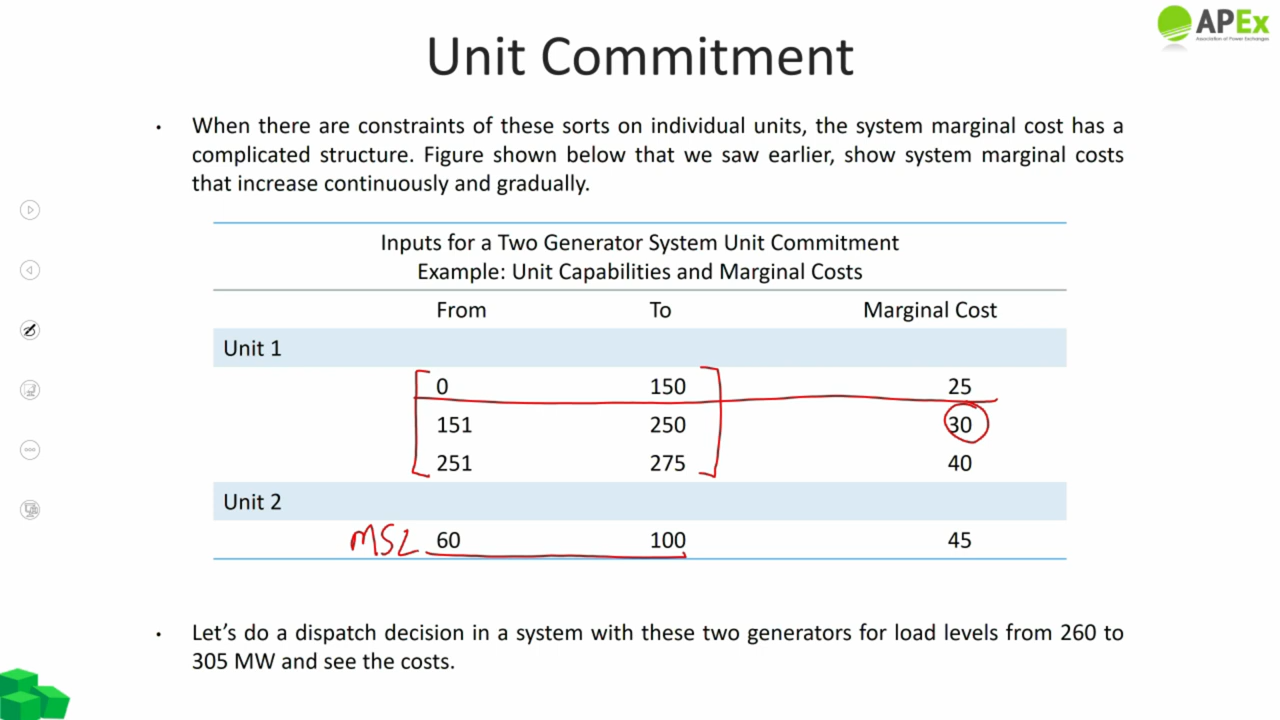 APEx
Association of Power Exchanges
Unit Commitment
• When there are constraints of these sorts on individual units, the system marginal cost has a
complicated structure. Figure shown below that we saw earlier, show system marginal costs
that increase continuously and gradually.
Inputs for a Two Generator System Unit Commitment
Example: Unit Capabilities and Marginal Costs
From To Marginal Cost
Unit 1
0 150 25
151 250 30
251 275 40
Unit 2
MSL 60 100 45
• Let's do a dispatch decision in a system with these two generators for load levels from 260 to
305 MW and see the costs.